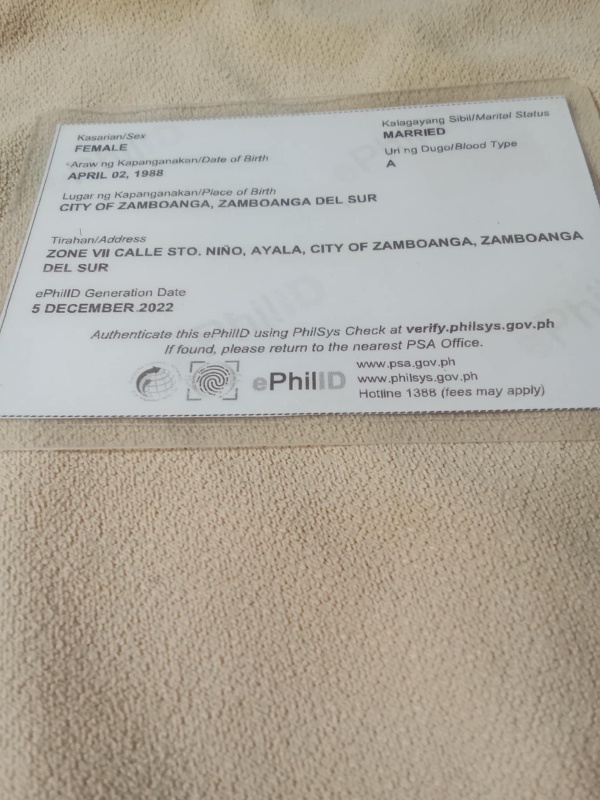 Kasarian/Sex
FEMALE
Kalagayang Sibil/Marital Status
MARRIED
Araw ng Kapanganakan/Date of Birth
APRIL 02, 1988
Uri ng Dugo/Blood Type
A
Lugar ng Kapanganakan/Place of Birth
CITY OF ZAMBOANGA, ZAMBOANGA DEL SUR
Tirahan/Address
ZONE VII CALLE STO. NIÑO, AYALA, CITY OF ZAMBOANGA, ZAMBOANGA
DEL SUR
ePhilID Generation Date
5 DECEMBER 2022
Authenticate this ePhilID using PhilSys Check at verify.philsys.gov.ph
If found, please return to the nearest PSA Office.
ePhilID
www.psa.gov.ph
www.philsys.gov.ph
Hotline 1388 (fees may apply)